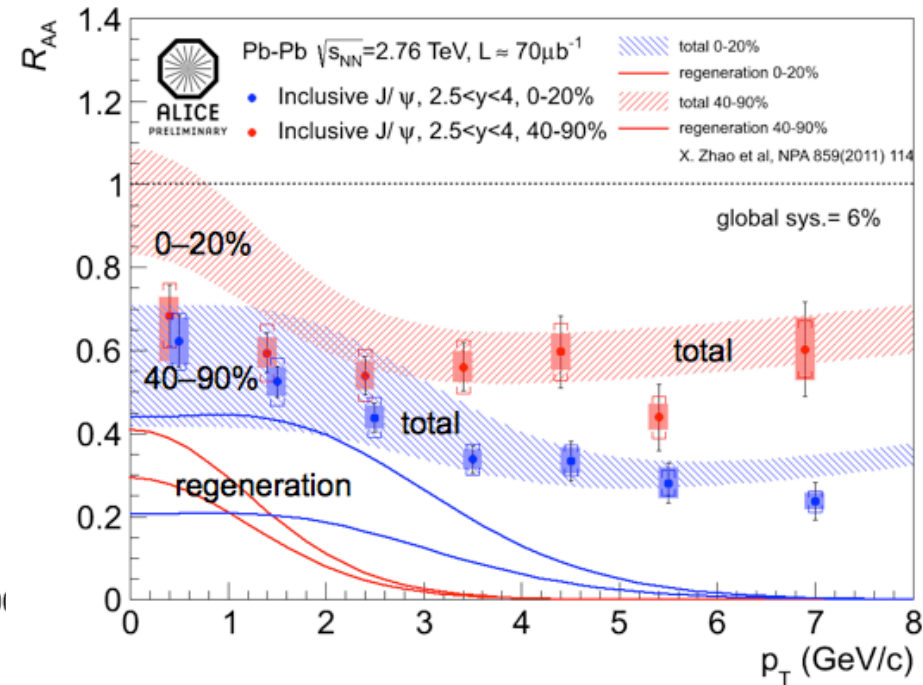 R_AA
1.4
1.2
1
0.8
0.6
0.4
0.2
0
ALICE
PRELIMINARY
Pb-Pb √s_NN=2.76 TeV, L ≈ 70μb⁻¹
Inclusive J/ ψ, 2.5<y<4, 0-20%
Inclusive J/ ψ, 2.5<y<4, 40-90%
total 0-20%
regeneration 0-20%
total 40-90%
regeneration 40-90%
X. Zhao et al, NPA 859(2011) 114
global sys.= 6%
0–20%
total
40–90%
total
regeneration
0 1 2 3 4 5 6 7 8
p_T (GeV/c)